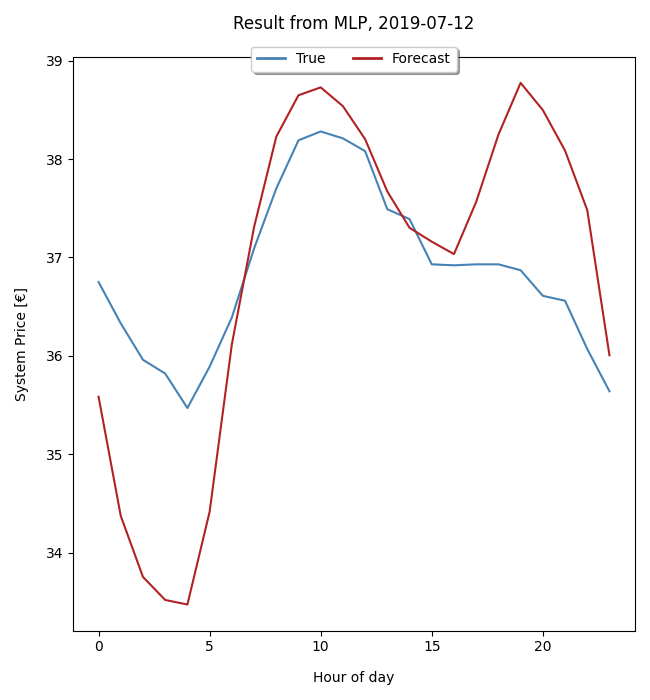 Result from MLP, 2019-07-12
True Forecast
39
38
37
36
35
34
System Price [€]
0 5 10 15 20
Hour of day